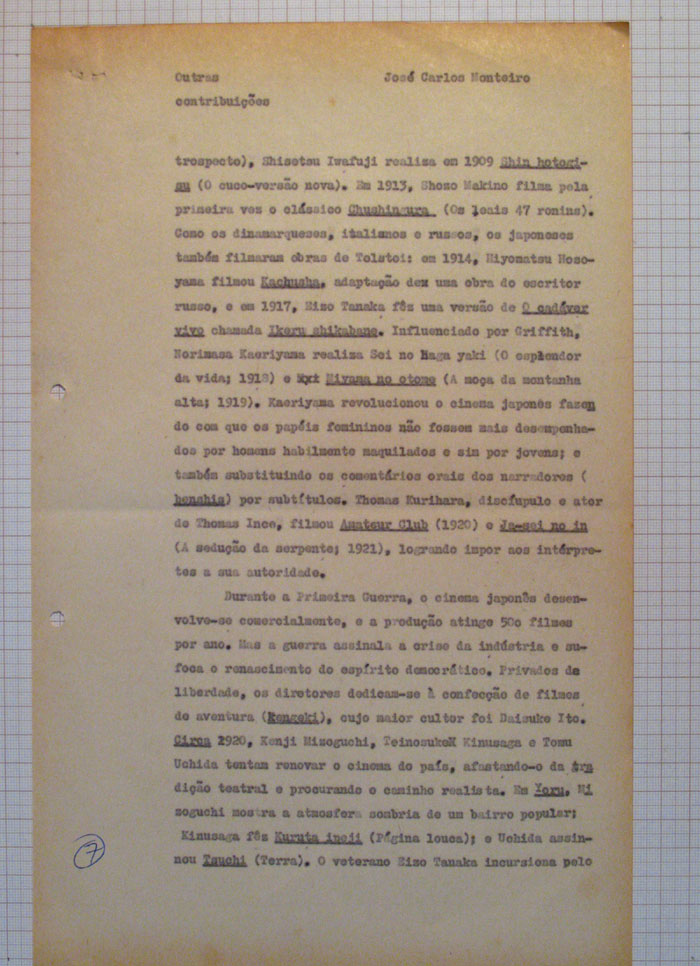 Outras José Carlos Monteiro
contribuições
trospecto), Shisetsu Iwafuji realiza em 1909 Shin hotogi-
su (O cuco-versão nova). Em 1913, Shozo Makino filma pela
primeira vez o clássico Chushingura (Os leais 47 ronins).
Como os dinamarqueses, italianos e russos, os japoneses
também filmaram obras de Tolstoi: em 1914, Kiyomatsu Hoso-
yama filmou Kachusha, adaptação dex uma obra do escritor
russo, e em 1917, Eizo Tanaka fêz uma versão de O cadáver
vivo chamada Ikeru shikabane. Influenciado por Griffith,
Norimasa Kaeriyama realiza Sei no Kaga yaki (O esplendor
da vida; 1918) e Miyama no otome (A moça da montanha
alta; 1919). Kaeriyama revolucionou o cinema japonês fazen
do com que os papéis femininos não fossem mais desempenha-
dos por homens habilmente maquilados e sim por jovens; e
também substituindo os comentários orais dos narradores (
benshis) por subtítulos. Thomas Kurihara, discíupulo e ator
de Thomas Ince, filmou Amateur Club (1920) e Ja-sei no in
(A sedução da serpente; 1921), logrando impor aos intérpre-
tes a sua autoridade.
Durante a Primeira Guerra, o cinema japonês desen-
volve-se comercialmente, e a produção atinge 50o filmes
por ano. Mas a guerra assinala a crise da indústria e su-
foca o renascimento do espírito democrático. Privados de
liberdade, os diretores dedicam-se à confecção de filmes
de aventura (Rengeki), cujo maior cultor foi Daisuke Ito.
Circa 1920, Kenji Mizoguchi, TeinosukeX Kinusaga e Tomu
Uchida tentam renovar o cinema do país, afastando-o da tra
dição teatral e procurando o caminho realista. Em Yoru, Mi
zoguchi mostra a atmosfera sombria de um bairro popular;
Kinusaga fêz Kuruta ineji (Página louca); e Uchida assin-
nou Tsuchi (Terra). O veterano Eizo Tanaka incursiona pelo
7